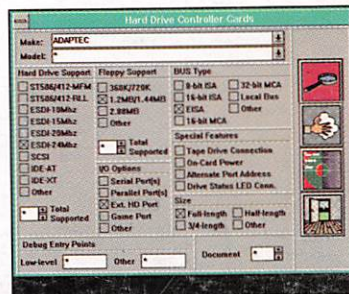 Hard Drive Controller Cards
Make: ADAPTEC
Model: *
Hard Drive Support
ST506/412-MFM
ST506/412-RLL
ESDI-10Mhz
ESDI-15Mhz
ESDI-20Mhz
ESDI-24Mhz
SCSI
IDE-AT
IDE-XT
Other
* Total Supported
Floppy Support
360K/720K
1.2MB/1.44MB
2.88MB
Other
* Total Supported
I/O Options
Serial Port(s)
Parallel Port(s)
Ext. HD Port
Game Port
Other
BUS Type
8-bit ISA
32-bit MCA
16-bit ISA
Local Bus
EISA
Other
16-bit MCA
Special Features
Tape Drive Connection
On-Card Power
Alternate Port Address
Drive Status LED Conn.
Size
Full-length
Half-length
3/4-length
Other
Debug Entry Points
Low-level *
Other *
Document *